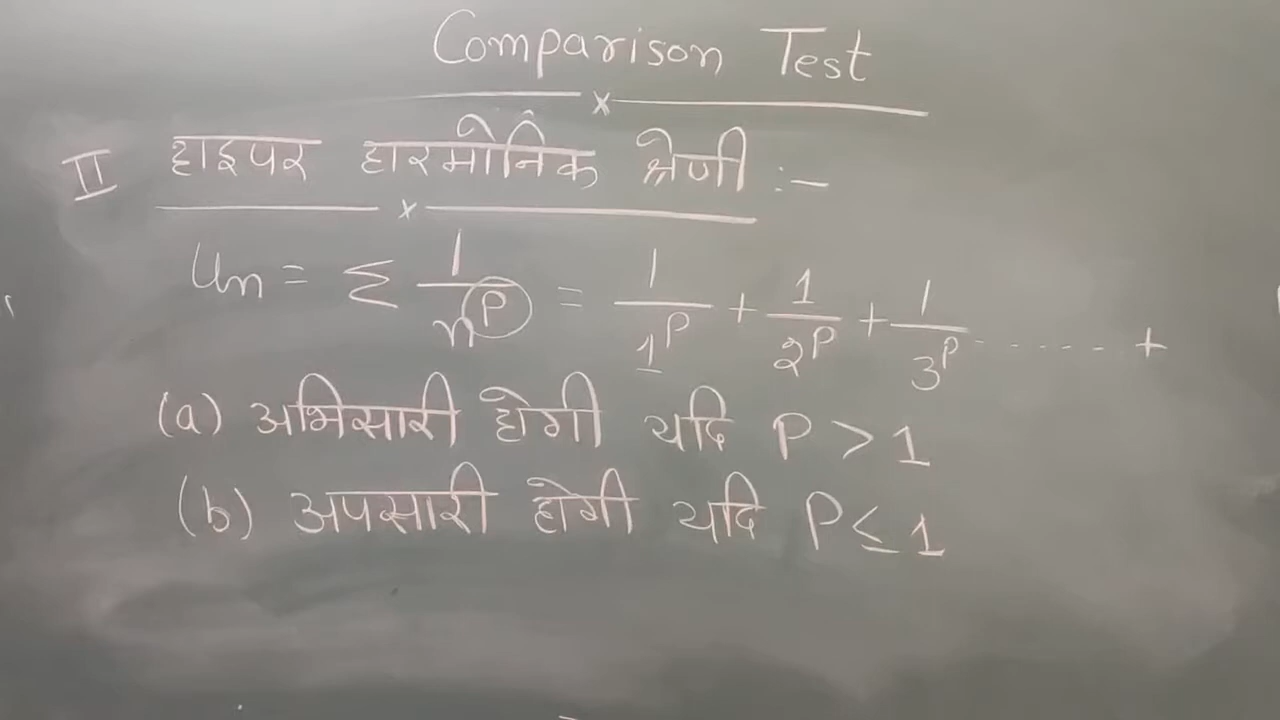 Comparison Test
II हाइपर हारमोनिक श्रेणी :-
Un = Σ 1/n^P = 1/1^P + 1/2^P + 1/3^P ...... +
(a) अभिसारी होगी यदि P > 1
(b) अपसारी होगी यदि P ≤ 1